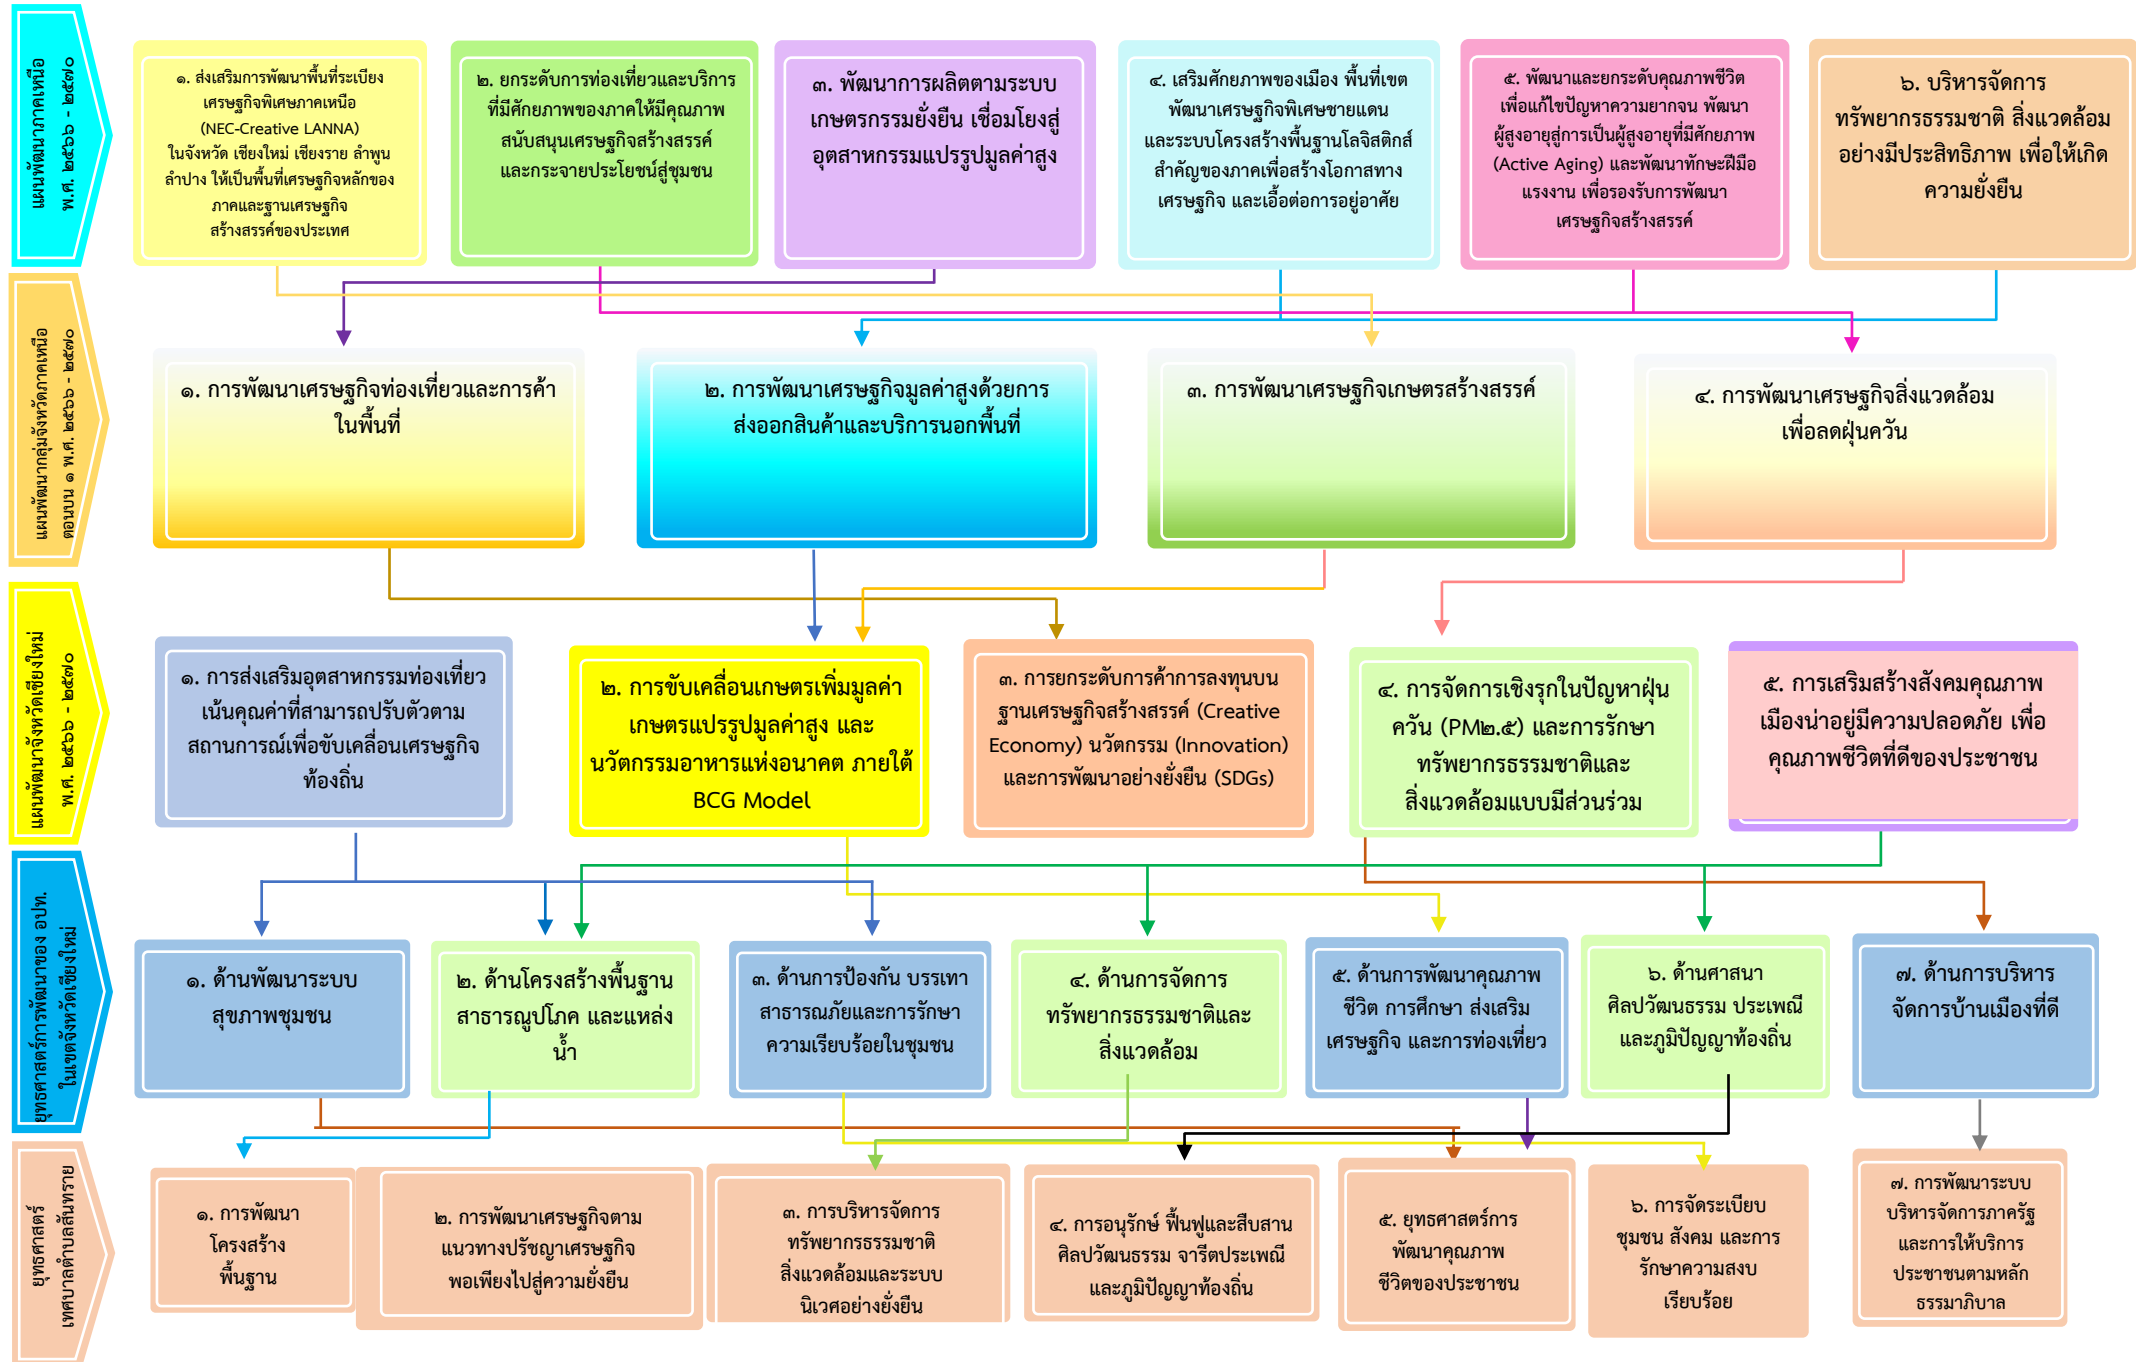 แผนพัฒนาภาคเหนือ
พ.ศ. ๒๕๖๖ - ๒๕๗๐
๑. ส่งเสริมการพัฒนาพื้นที่ระเบียง
เศรษฐกิจพิเศษภาคเหนือ
(NEC-Creative LANNA)
ในจังหวัด เชียงใหม่ เชียงราย ลำพูน
ลำปาง ให้เป็นพื้นที่เศรษฐกิจหลักของ
ภาคและฐานเศรษฐกิจ
สร้างสรรค์ของประเทศ
๒. ยกระดับการท่องเที่ยวและบริการ
ที่มีศักยภาพของภาคให้มีคุณภาพ
สนับสนุนเศรษฐกิจสร้างสรรค์
และกระจายประโยชน์สู่ชุมชน
๓. พัฒนาการผลิตตามระบบ
เกษตรกรรมยั่งยืน เชื่อมโยงสู่
อุตสาหกรรมแปรรูปมูลค่าสูง
๔. เสริมศักยภาพของเมือง พื้นที่เขต
พัฒนาเศรษฐกิจพิเศษชายแดน
และระบบโครงสร้างพื้นฐานโลจิสติกส์
สำคัญของภาคเพื่อสร้างโอกาสทาง
เศรษฐกิจ และเอื้อต่อการอยู่อาศัย
๕. พัฒนาและยกระดับคุณภาพชีวิต
เพื่อแก้ไขปัญหาความยากจน พัฒนา
ผู้สูงอายุสู่การเป็นผู้สูงอายุที่มีศักยภาพ
(Active Aging) และพัฒนาทักษะฝีมือ
แรงงาน เพื่อรองรับการพัฒนา
เศรษฐกิจสร้างสรรค์
๖. บริหารจัดการ
ทรัพยากรธรรมชาติ สิ่งแวดล้อม
อย่างมีประสิทธิภาพ เพื่อให้เกิด
ความยั่งยืน
แผนพัฒนากลุ่มจังหวัดภาคเหนือ
ตอนบน ๑ พ.ศ. ๒๕๖๖ - ๒๕๗๐
๑. การพัฒนาเศรษฐกิจท่องเที่ยวและการค้า
ในพื้นที่
๒. การพัฒนาเศรษฐกิจมูลค่าสูงด้วยการ
ส่งออกสินค้าและบริการนอกพื้นที่
๓. การพัฒนาเศรษฐกิจเกษตรสร้างสรรค์
๔. การพัฒนาเศรษฐกิจสิ่งแวดล้อม
เพื่อลดฝุ่นควัน
แผนพัฒนาจังหวัดเชียงใหม่
พ.ศ. ๒๕๖๖ - ๒๕๗๐
๑. การส่งเสริมอุตสาหกรรมท่องเที่ยว
เน้นคุณค่าที่สามารถปรับตัวตาม
สถานการณ์เพื่อขับเคลื่อนเศรษฐกิจ
ท้องถิ่น
๒. การขับเคลื่อนเกษตรเพิ่มมูลค่า
เกษตรแปรรูปมูลค่าสูง และ
นวัตกรรมอาหารแห่งอนาคต ภายใต้
BCG Model
๓. การยกระดับการค้าการลงทุนบน
ฐานเศรษฐกิจสร้างสรรค์ (Creative
Economy) นวัตกรรม (Innovation)
และการพัฒนาอย่างยั่งยืน (SDGs)
๔. การจัดการเชิงรุกในปัญหาฝุ่น
ควัน (PM๒.๕) และการรักษา
ทรัพยากรธรรมชาติและ
สิ่งแวดล้อมแบบมีส่วนร่วม
๕. การเสริมสร้างสังคมคุณภาพ
เมืองน่าอยู่มีความปลอดภัย เพื่อ
คุณภาพชีวิตที่ดีของประชาชน
ยุทธศาสตร์การพัฒนาของ อปท.
ในเขตจังหวัดเชียงใหม่
๑. ด้านพัฒนาระบบ
สุขภาพชุมชน
๒. ด้านโครงสร้างพื้นฐาน
สาธารณูปโภค และแหล่ง
น้ำ
๓. ด้านการป้องกัน บรรเทา
สาธารณภัยและการรักษา
ความเรียบร้อยในชุมชน
๔. ด้านการจัดการ
ทรัพยากรธรรมชาติและ
สิ่งแวดล้อม
๕. ด้านการพัฒนาคุณภาพ
ชีวิต การศึกษา ส่งเสริม
เศรษฐกิจ และการท่องเที่ยว
๖. ด้านศาสนา
ศิลปวัฒนธรรม ประเพณี
และภูมิปัญญาท้องถิ่น
๗. ด้านการบริหาร
จัดการบ้านเมืองที่ดี
ยุทธศาสตร์
เทศบาลตำบลสันทราย
๑. การพัฒนา
โครงสร้าง
พื้นฐาน
๒. การพัฒนาเศรษฐกิจตาม
แนวทางปรัชญาเศรษฐกิจ
พอเพียงไปสู่ความยั่งยืน
๓. การบริหารจัดการ
ทรัพยากรธรรมชาติ
สิ่งแวดล้อมและระบบ
นิเวศอย่างยั่งยืน
๔. การอนุรักษ์ ฟื้นฟูและสืบสาน
ศิลปวัฒนธรรม จารีตประเพณี
และภูมิปัญญาท้องถิ่น
๕. ยุทธศาสตร์การ
พัฒนาคุณภาพ
ชีวิตของประชาชน
๖. การจัดระเบียบ
ชุมชน สังคม และการ
รักษาความสงบ
เรียบร้อย
๗. การพัฒนาระบบ
บริหารจัดการภาครัฐ
และการให้บริการ
ประชาชนตามหลัก
ธรรมาภิบาล